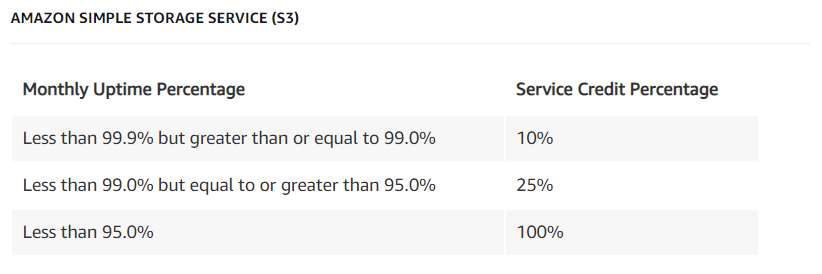 AMAZON SIMPLE STORAGE SERVICE (S3)
Monthly Uptime Percentage Service Credit Percentage
Less than 99.9% but greater than or equal to 99.0% 10%
Less than 99.0% but equal to or greater than 95.0% 25%
Less than 95.0% 100%